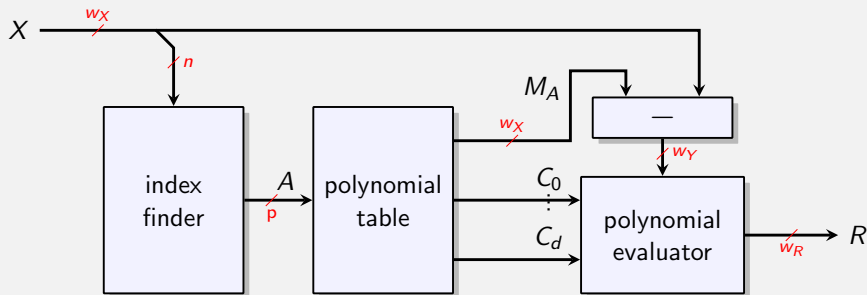 X
w_X
n
M_A
—
w_X
w_Y
index
finder
A
p
polynomial
table
C_0
⋮
C_d
polynomial
evaluator
w_R
R